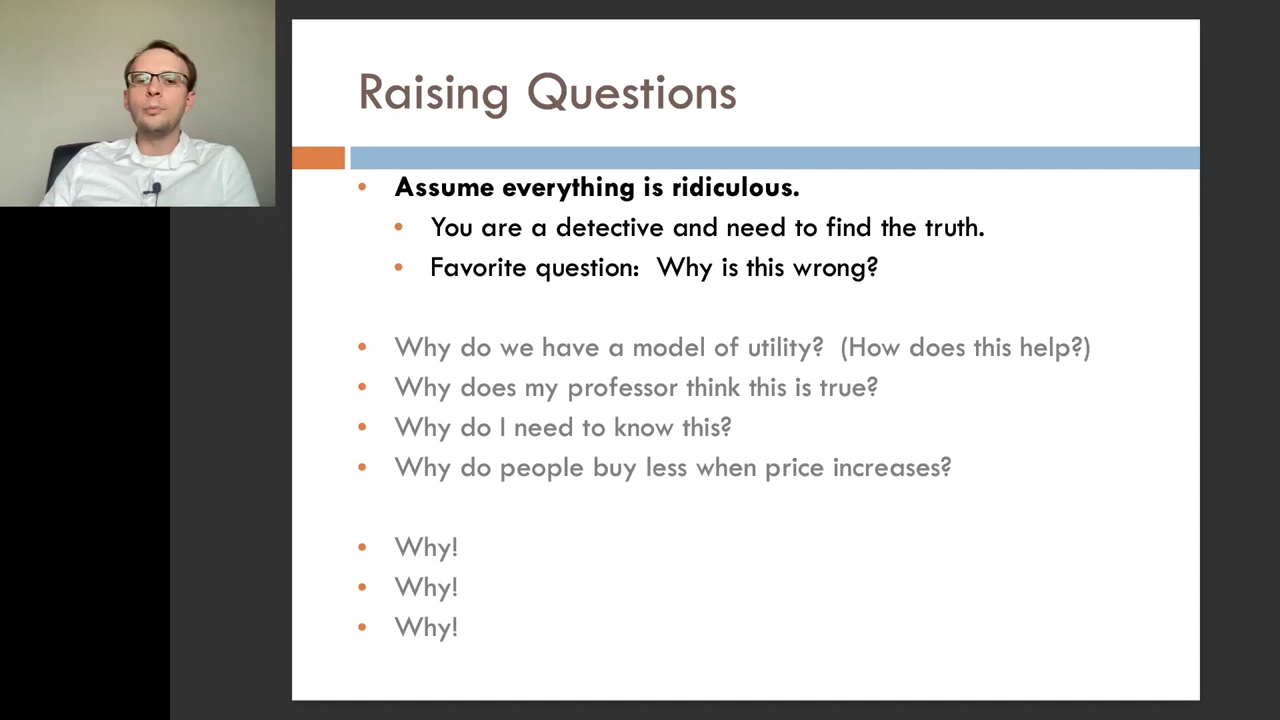 Raising Questions
Assume everything is ridiculous.
You are a detective and need to find the truth.
Favorite question:  Why is this wrong?
Why do we have a model of utility?  (How does this help?)
Why does my professor think this is true?
Why do I need to know this?
Why do people buy less when price increases?
Why!
Why!
Why!